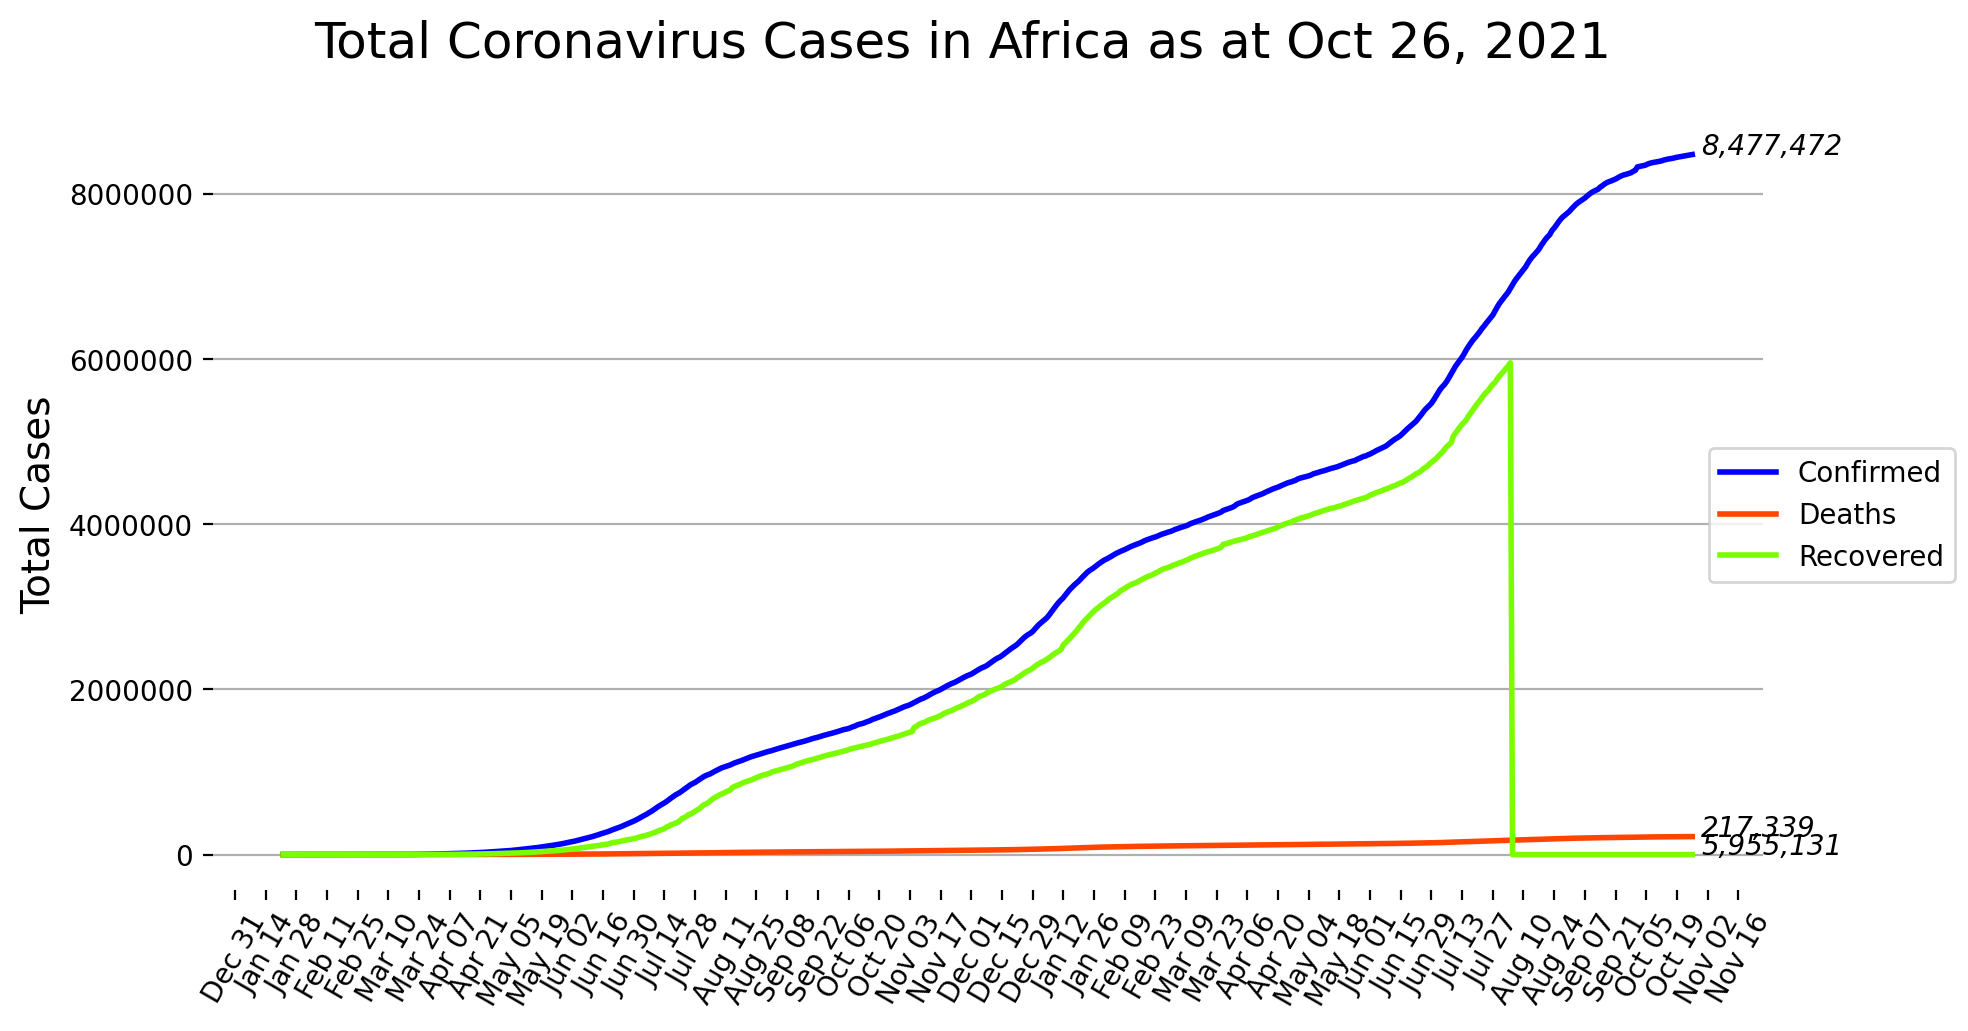 Total Coronavirus Cases in Africa as at Oct 26, 2021
Total Cases
8000000
6000000
4000000
2000000
0
8,477,472
217,339
5,955,131
Confirmed
Deaths
Recovered
Dec 31
Jan 14
Jan 28
Feb 11
Feb 25
Mar 10
Mar 24
Apr 07
Apr 21
May 05
May 19
Jun 02
Jun 16
Jun 30
Jul 14
Jul 28
Aug 11
Aug 25
Sep 08
Sep 22
Oct 06
Oct 20
Nov 03
Nov 17
Dec 01
Dec 15
Dec 29
Jan 12
Jan 26
Feb 09
Feb 23
Mar 09
Mar 23
Apr 06
Apr 20
May 04
May 18
Jun 01
Jun 15
Jun 29
Jul 13
Jul 27
Aug 10
Aug 24
Sep 07
Sep 21
Oct 05
Oct 19
Nov 02
Nov 16